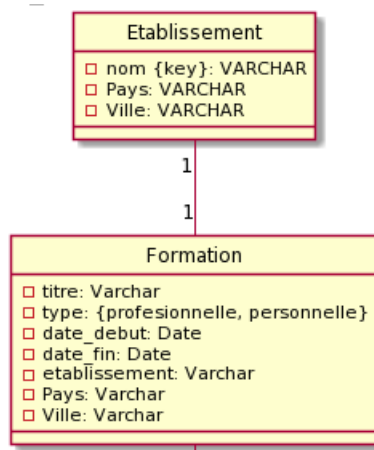 Etablissement
nom {key}: VARCHAR
Pays: VARCHAR
Ville: VARCHAR
1
1
Formation
titre: Varchar
type: {profesionnelle, personnelle}
date_debut: Date
date_fin: Date
etablissement: Varchar
Pays: Varchar
Ville: Varchar